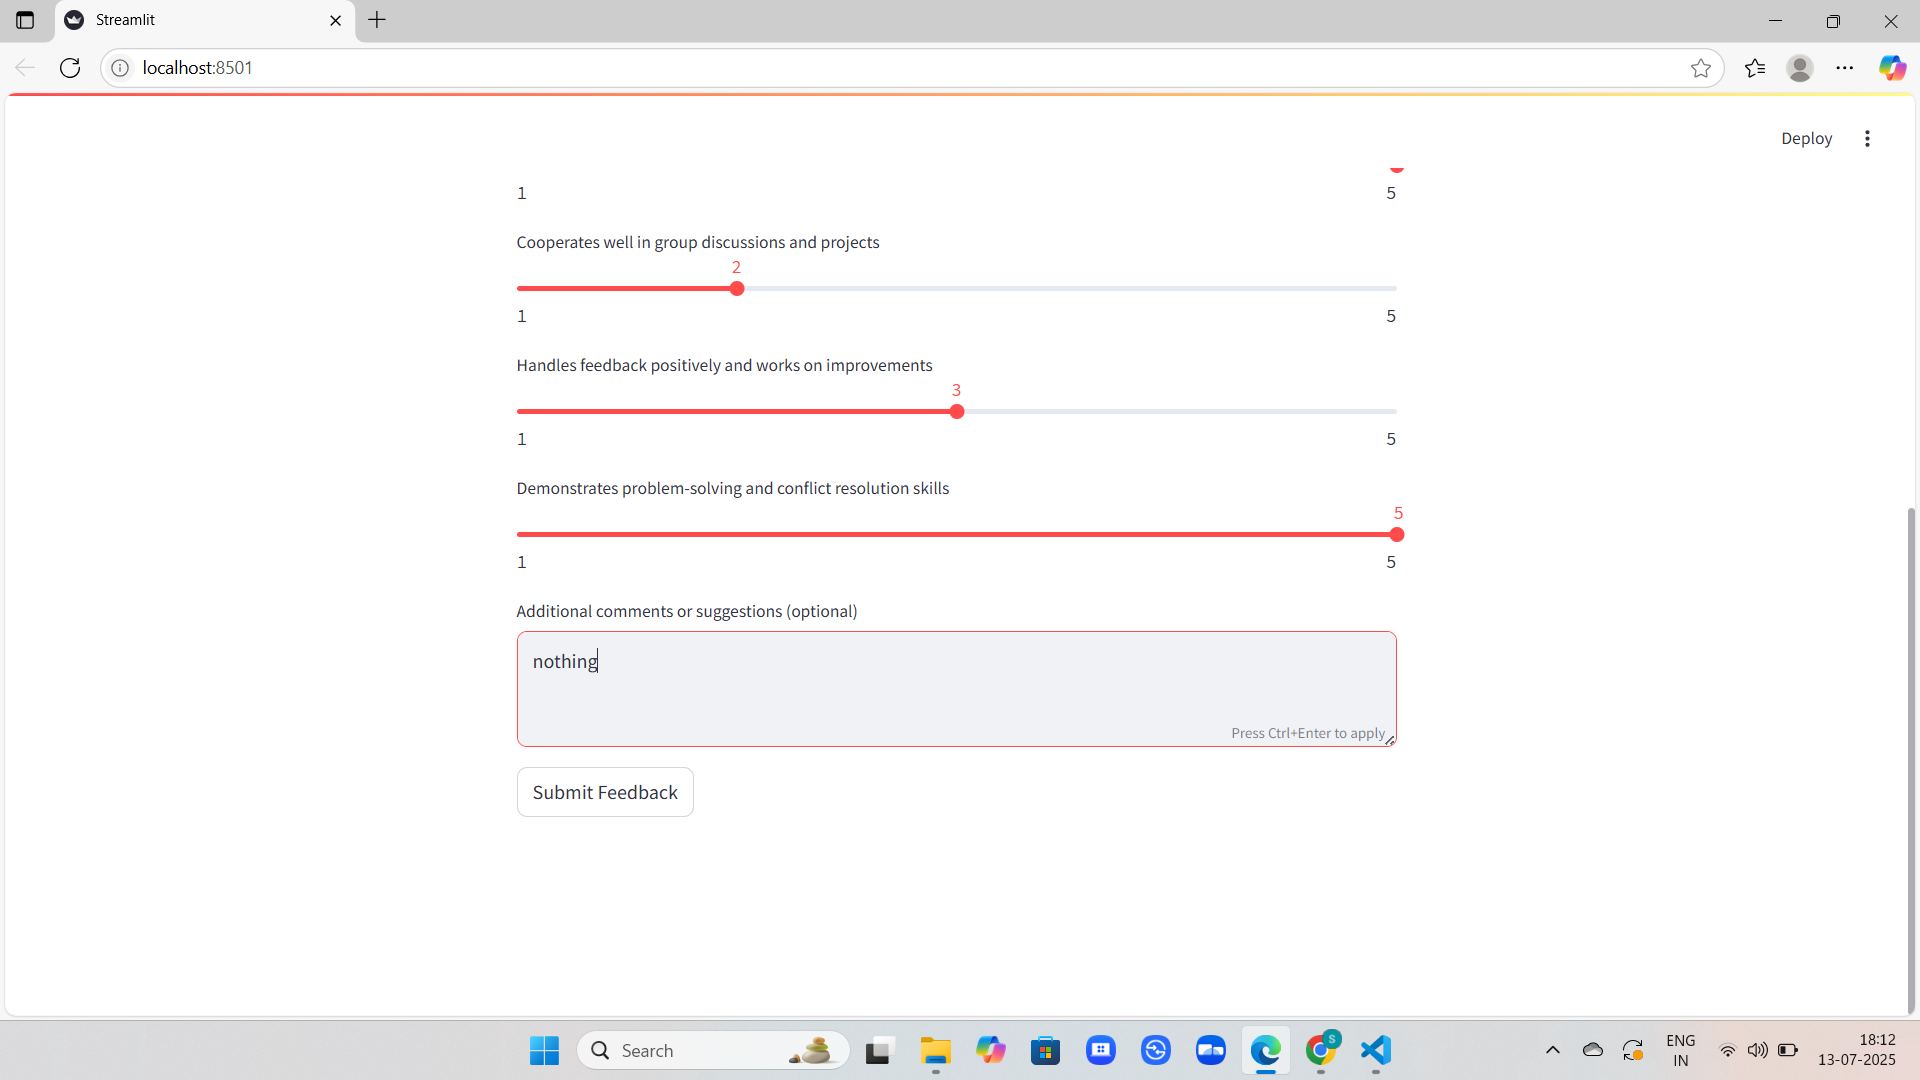 Streamlit
localhost:8501
Deploy
1 5
Cooperates well in group discussions and projects
2
1 5
Handles feedback positively and works on improvements
3
1 5
Demonstrates problem-solving and conflict resolution skills
5
1 5
Additional comments or suggestions (optional)
nothing
Press Ctrl+Enter to apply
Submit Feedback
Search
S
ENG
IN
18:12
13-07-2025